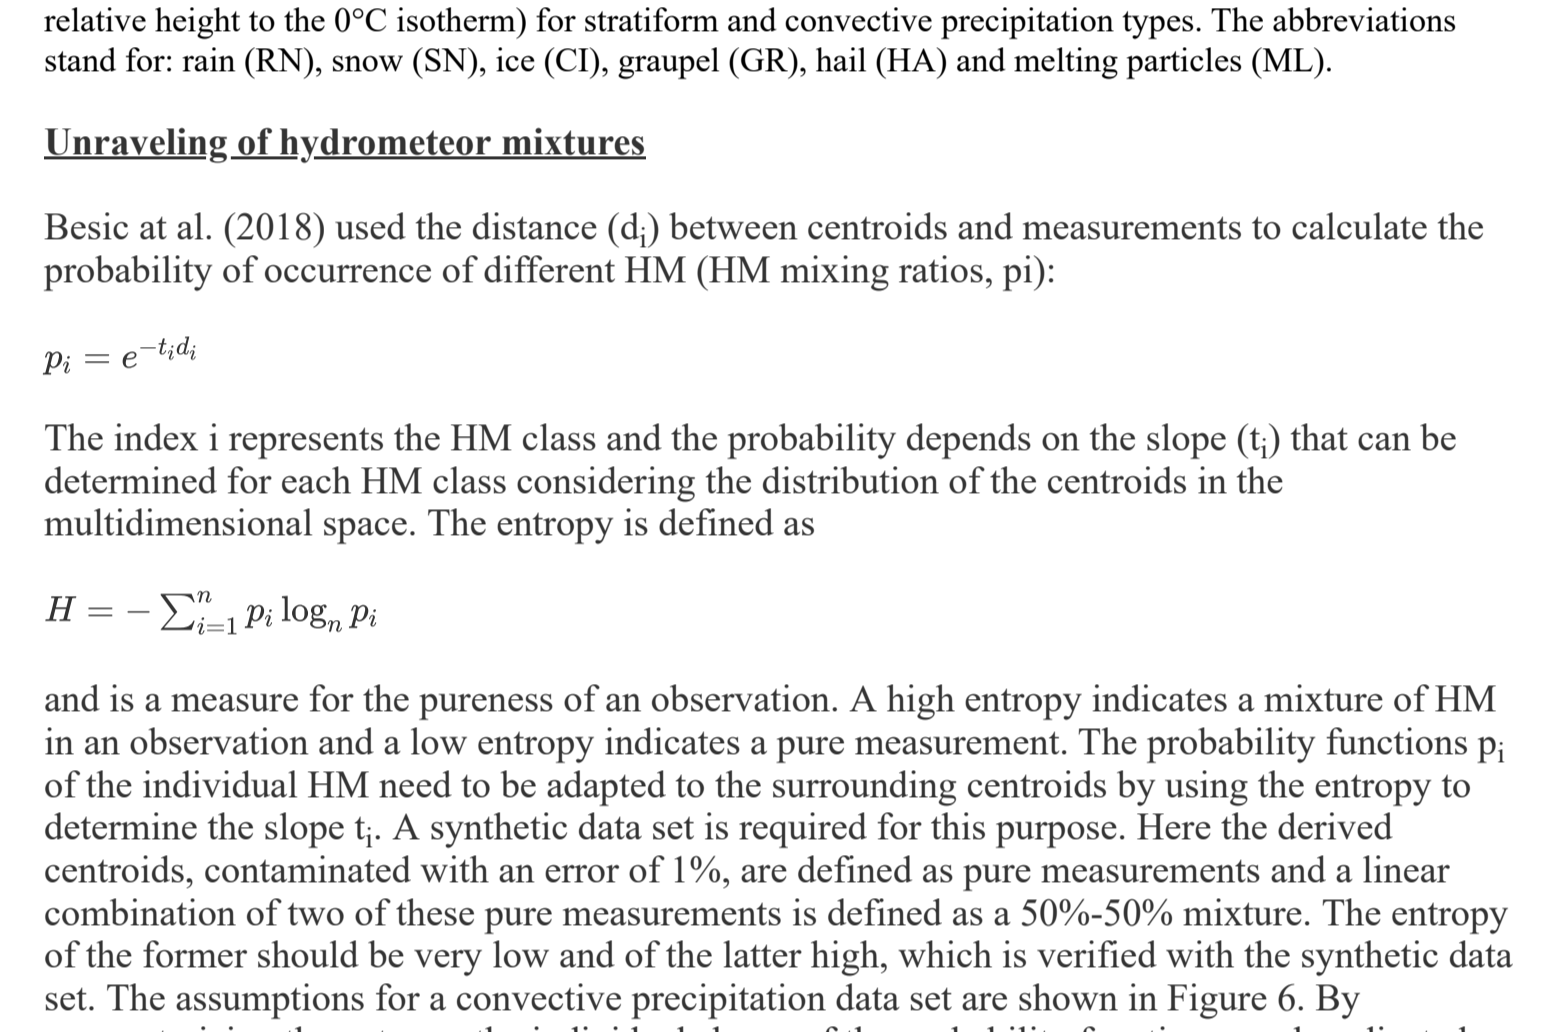 relative height to the 0°C isotherm) for stratiform and convective precipitation types. The abbreviations
stand for: rain (RN), snow (SN), ice (CI), graupel (GR), hail (HA) and melting particles (ML).
Unraveling of hydrometeor mixtures
Besic at al. (2018) used the distance (dᵢ) between centroids and measurements to calculate the
probability of occurrence of different HM (HM mixing ratios, pi):
pᵢ = e^{−tᵢdᵢ}
The index i represents the HM class and the probability depends on the slope (tᵢ) that can be
determined for each HM class considering the distribution of the centroids in the
multidimensional space. The entropy is defined as
H = − ∑ⁿᵢ₌₁ pᵢ logₙ pᵢ
and is a measure for the pureness of an observation. A high entropy indicates a mixture of HM
in an observation and a low entropy indicates a pure measurement. The probability functions pᵢ
of the individual HM need to be adapted to the surrounding centroids by using the entropy to
determine the slope tᵢ. A synthetic data set is required for this purpose. Here the derived
centroids, contaminated with an error of 1%, are defined as pure measurements and a linear
combination of two of these pure measurements is defined as a 50%-50% mixture. The entropy
of the former should be very low and of the latter high, which is verified with the synthetic data
set. The assumptions for a convective precipitation data set are shown in Figure 6. By